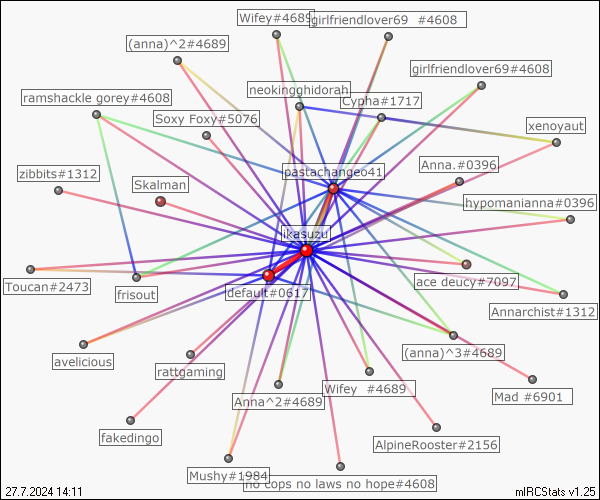 Wifey#4689
girlfriendlover69 #4608
(anna)^2#4689
girlfriendlover69#4608
neokingghidorah
ramshackle gorey#4608
Cypha#1717
Soxy Foxy#5076
xenoyaut
Anna.#0396
pastachangeo41
zibbits#1312
Skalman
hypomanianna#0396
ikasuzu
ace deucy#7097
Toucan#2473
default#0617
frisout
Annarchist#1312
(anna)^3#4689
avelicious
rattgaming
Wifey #4689
Mad #6901
Anna^2#4689
fakedingo
AlpineRooster#2156
Mushy#1984
no cops no laws no hope#4608
27.7.2024 14:11
mIRCStats v1.25